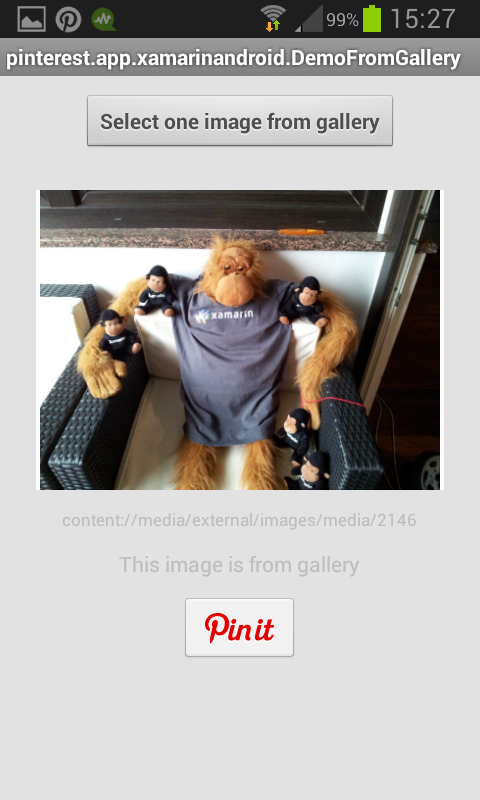 99% 15:27
pinterest.app.xamarinandroid.DemoFromGallery
Select one image from gallery
xamarin
content://media/external/images/media/2146
This image is from gallery
Pin it